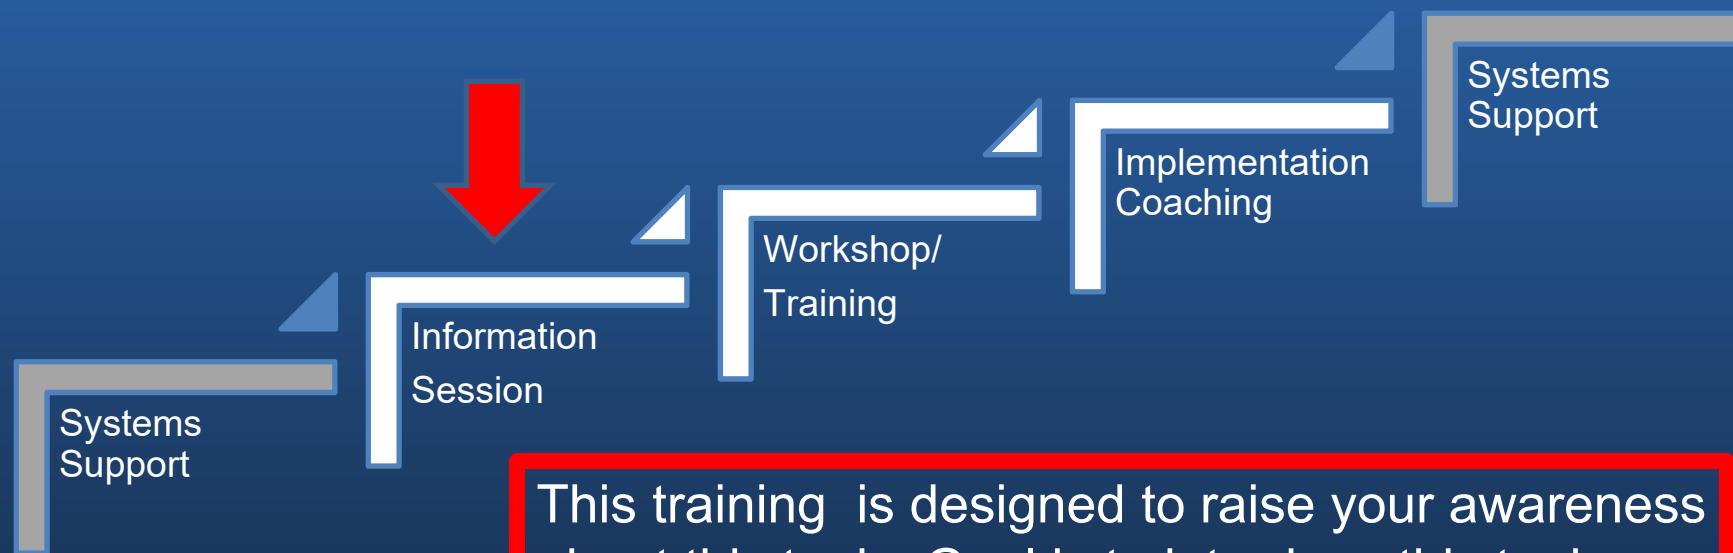 Systems
Support
Information
Session
Workshop/
Training
Implementation
Coaching
Systems
Support
This training is designed to raise your awareness